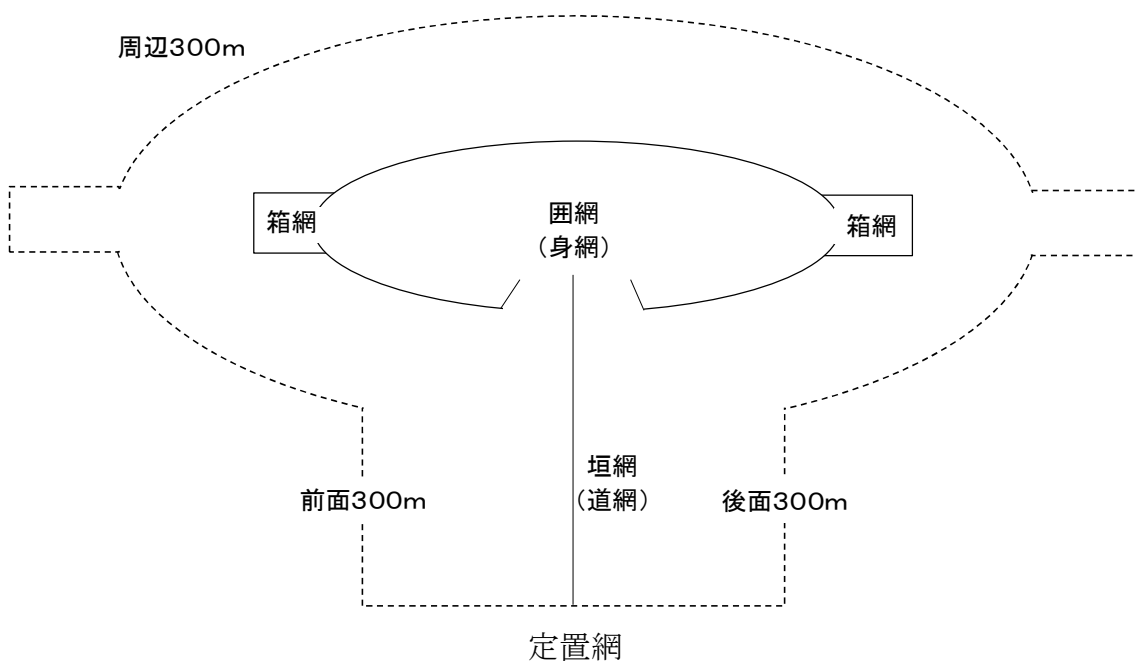 周辺300m
箱網
囲網
（身網）
箱網
垣網
（道網）
前面300m
後面300m
定置網